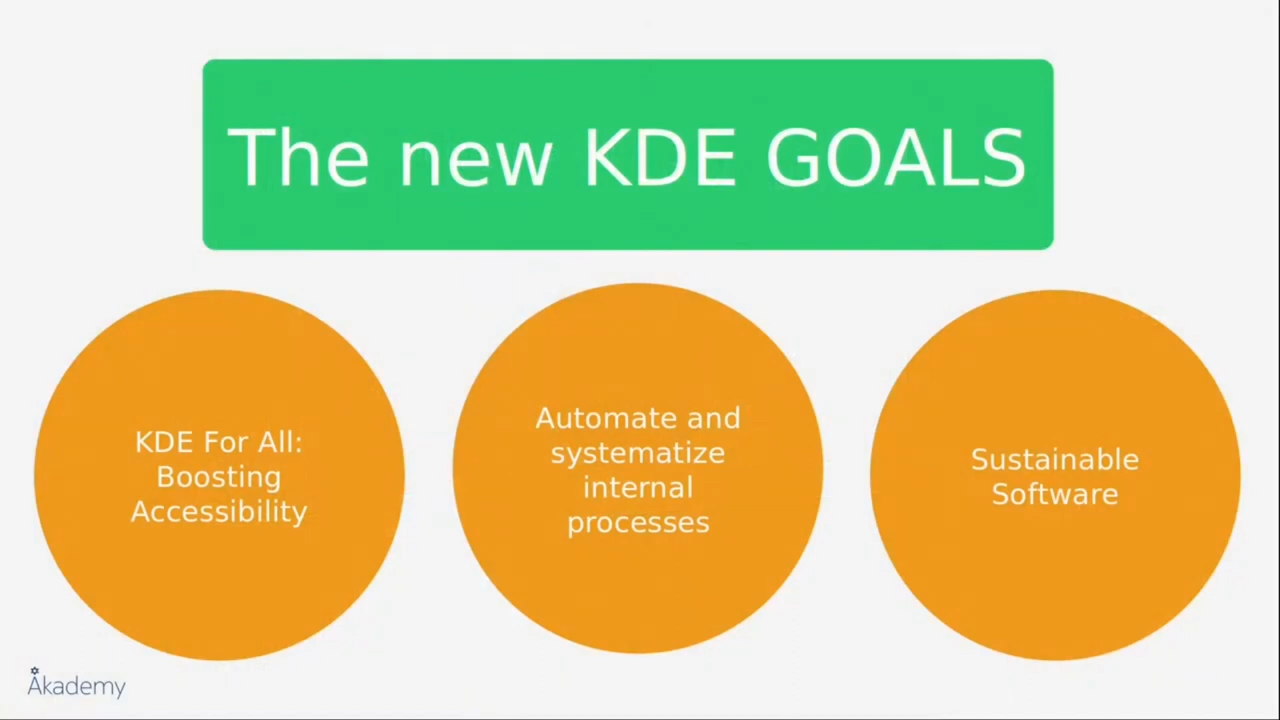 The new KDE GOALS
KDE For All:
Boosting
Accessibility
Automate and
systematize
internal
processes
Sustainable
Software
Akademy